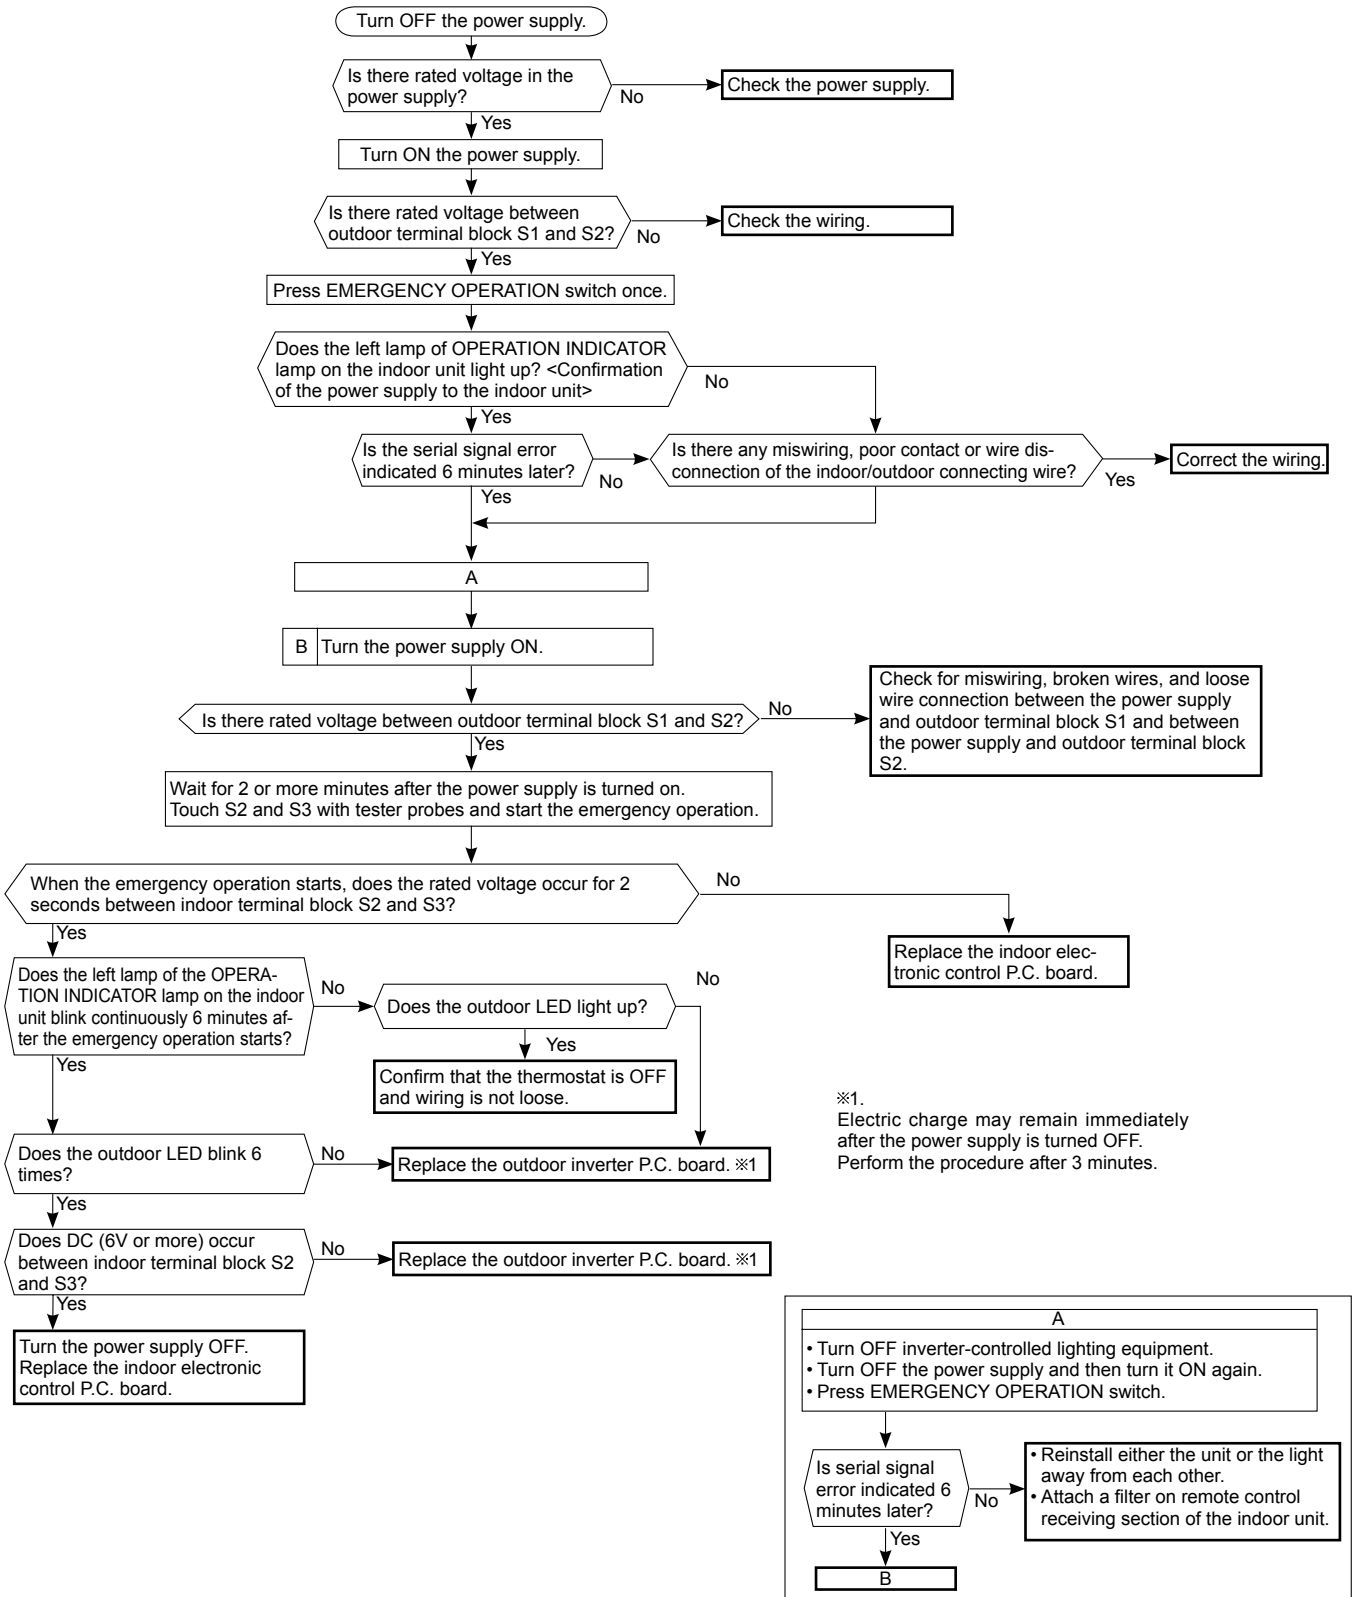 Turn OFF the power supply.
Is there rated voltage in the
power supply?
No
Check the power supply.
Yes
Turn ON the power supply.
Is there rated voltage between
outdoor terminal block S1 and S2?
No
Check the wiring.
Yes
Press EMERGENCY OPERATION switch once.
Does the left lamp of OPERATION INDICATOR
lamp on the indoor unit light up? <Confirmation
of the power supply to the indoor unit>
No
Yes
Is the serial signal error
indicated 6 minutes later?
No
Is there any miswiring, poor contact or wire dis-
connection of the indoor/outdoor connecting wire?
Yes
Correct the wiring.
Yes
A
B
Turn the power supply ON.
Is there rated voltage between outdoor terminal block S1 and S2?
No
Check for miswiring, broken wires, and loose
wire connection between the power supply
and outdoor terminal block S1 and between
the power supply and outdoor terminal block
S2.
Yes
Wait for 2 or more minutes after the power supply is turned on.
Touch S2 and S3 with tester probes and start the emergency operation.
When the emergency operation starts, does the rated voltage occur for 2
seconds between indoor terminal block S2 and S3?
No
Replace the indoor elec-
tronic control P.C. board.
Yes
Does the left lamp of the OPERA-
TION INDICATOR lamp on the indoor
unit blink continuously 6 minutes af-
ter the emergency operation starts?
No
Does the outdoor LED light up?
No
Yes
Confirm that the thermostat is OFF
and wiring is not loose.
Yes
Does the outdoor LED blink 6
times?
No
Replace the outdoor inverter P.C. board. ※1
※1.
Electric charge may remain immediately
after the power supply is turned OFF.
Perform the procedure after 3 minutes.
Yes
Does DC (6V or more) occur
between indoor terminal block S2
and S3?
No
Replace the outdoor inverter P.C. board. ※1
Yes
Turn the power supply OFF.
Replace the indoor electronic
control P.C. board.
A
• Turn OFF inverter-controlled lighting equipment.
• Turn OFF the power supply and then turn it ON again.
• Press EMERGENCY OPERATION switch.
Is serial signal
error indicated 6
minutes later?
No
• Reinstall either the unit or the light
away from each other.
• Attach a filter on remote control
receiving section of the indoor unit.
Yes
B